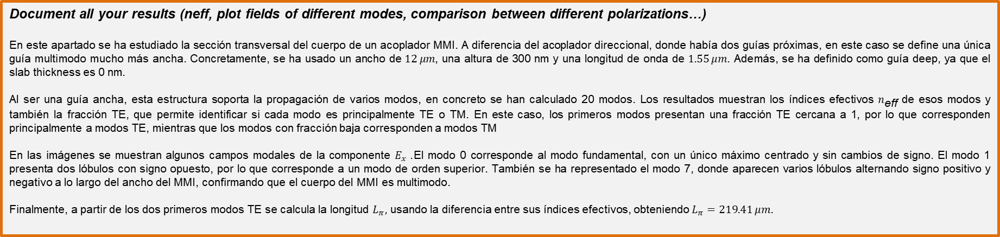 Document all your results (neff, plot fields of different modes, comparison between different polarizations…)
En este apartado se ha estudiado la sección transversal del cuerpo de un acoplador MMI. A diferencia del acoplador direccional, donde había dos guías próximas, en este caso se define una única
guía multimodo mucho más ancha. Concretamente, se ha usado un ancho de 12 μm, una altura de 300 nm y una longitud de onda de 1.55 μm. Además, se ha definido como guía deep, ya que el
slab thickness es 0 nm.
Al ser una guía ancha, esta estructura soporta la propagación de varios modos, en concreto se han calculado 20 modos. Los resultados muestran los índices efectivos n_eff de esos modos y
también la fracción TE, que permite identificar si cada modo es principalmente TE o TM. En este caso, los primeros modos presentan una fracción TE cercana a 1, por lo que corresponden
principalmente a modos TE, mientras que los modos con fracción baja corresponden a modos TM
En las imágenes se muestran algunos campos modales de la componente E_x .El modo 0 corresponde al modo fundamental, con un único máximo centrado y sin cambios de signo. El modo 1
presenta dos lóbulos con signo opuesto, por lo que corresponde a un modo de orden superior. También se ha representado el modo 7, donde aparecen varios lóbulos alternando signo positivo y
negativo a lo largo del ancho del MMI, confirmando que el cuerpo del MMI es multimodo.
Finalmente, a partir de los dos primeros modos TE se calcula la longitud L_π, usando la diferencia entre sus índices efectivos, obteniendo L_π = 219.41 μm.